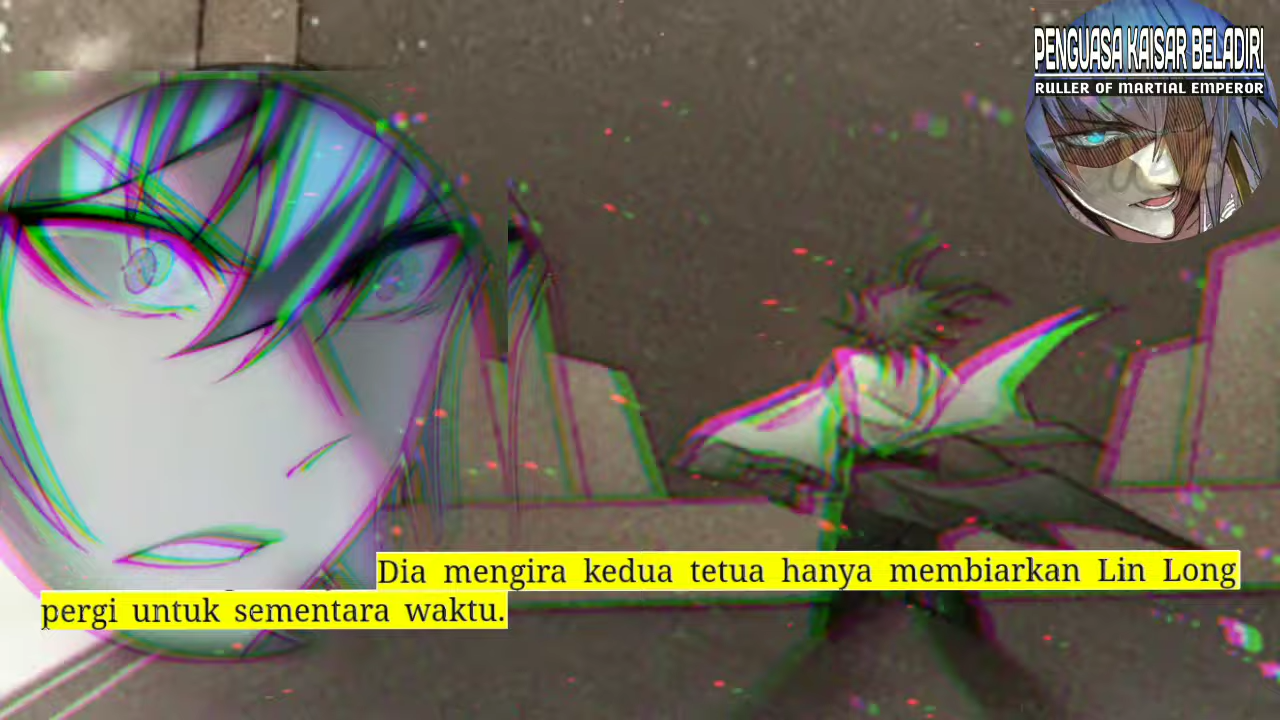 PENGUASA KAISAR BELADIRI
RULLER OF MARTIAL EMPEROR
Dia mengira kedua tetua hanya membiarkan Lin Long
pergi untuk sementara waktu.